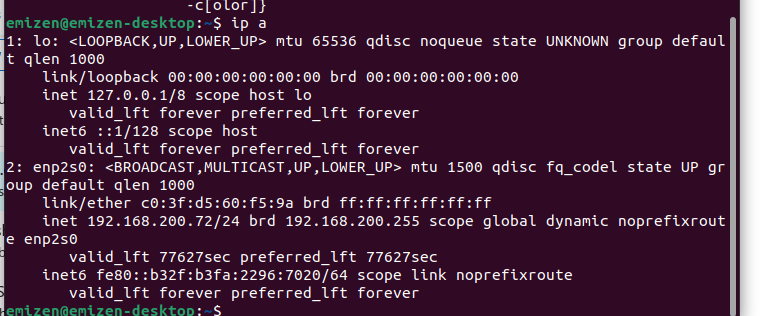 -c[olor]}
emizen@emizen-desktop:~$ ip a
1: lo: <LOOPBACK,UP,LOWER_UP> mtu 65536 qdisc noqueue state UNKNOWN group defaul
t qlen 1000
    link/loopback 00:00:00:00:00:00 brd 00:00:00:00:00:00
    inet 127.0.0.1/8 scope host lo
       valid_lft forever preferred_lft forever
    inet6 ::1/128 scope host
       valid_lft forever preferred_lft forever
2: enp2s0: <BROADCAST,MULTICAST,UP,LOWER_UP> mtu 1500 qdisc fq_codel state UP gr
oup default qlen 1000
    link/ether c0:3f:d5:60:f5:9a brd ff:ff:ff:ff:ff:ff
    inet 192.168.200.72/24 brd 192.168.200.255 scope global dynamic noprefixrout
e enp2s0
       valid_lft 77627sec preferred_lft 77627sec
    inet6 fe80::b32f:b3fa:2296:7020/64 scope link noprefixroute
       valid_lft forever preferred_lft forever
emizen@emizen-desktop:~$